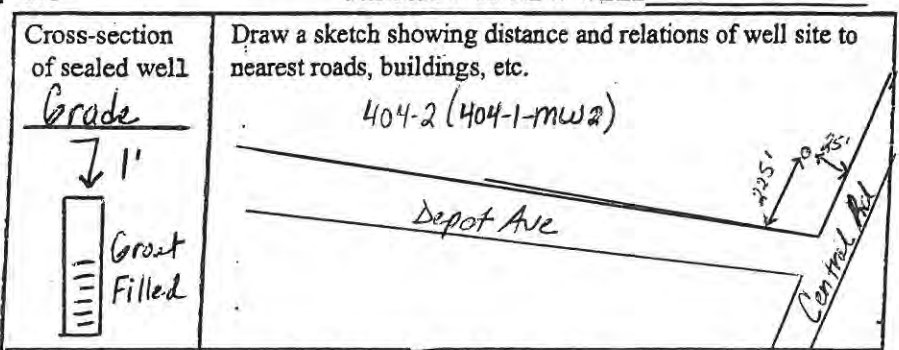 Cross-section
of sealed well
Grade
1'
Grout
Filled
Draw a sketch showing distance and relations of well site to
nearest roads, buildings, etc.
404-2 (404-1-MW2)
225'
Depot Ave
Central Rd